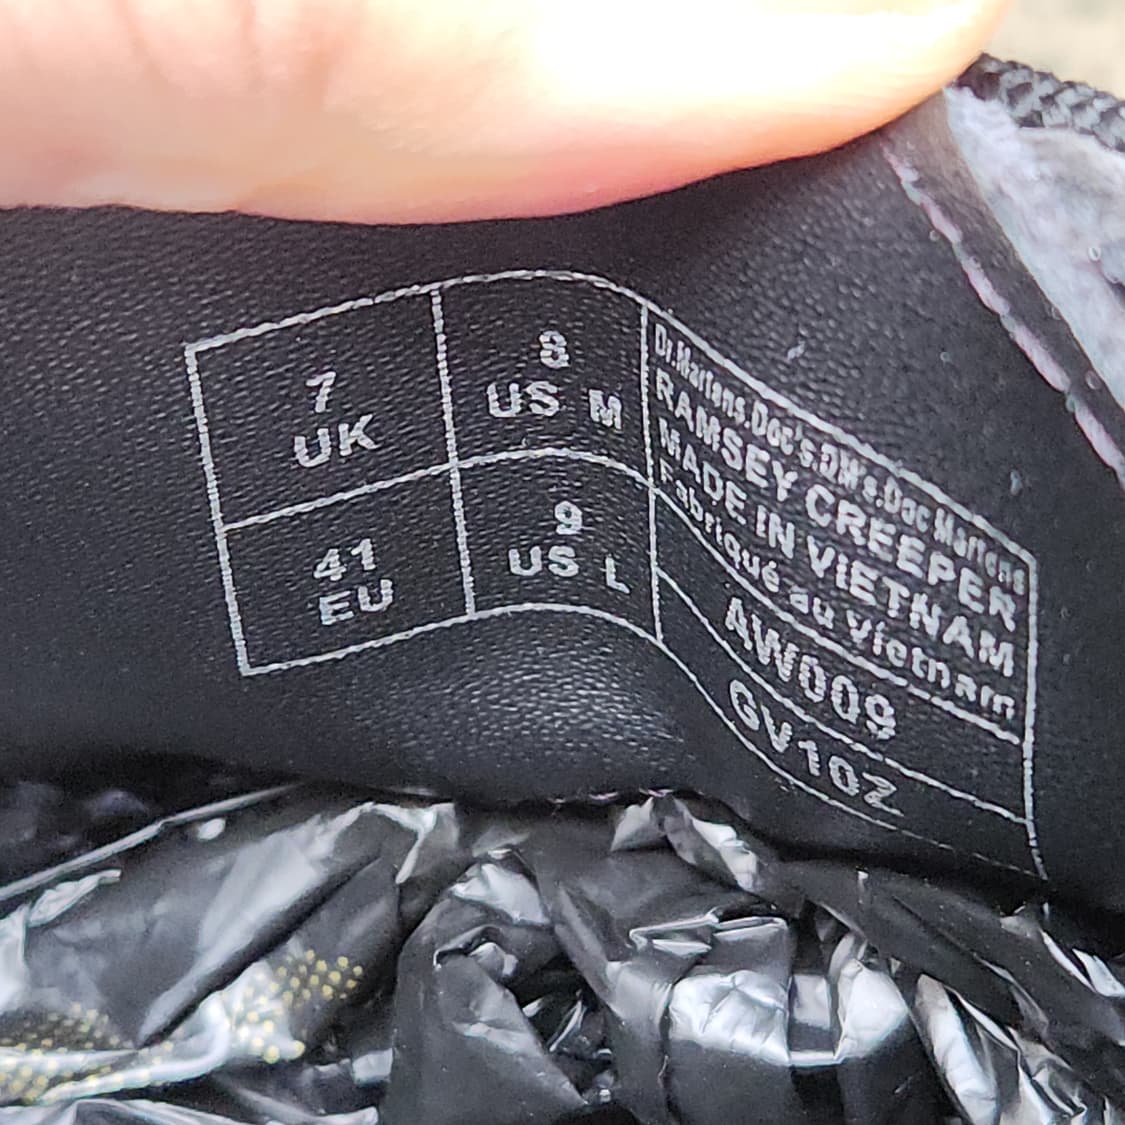 7
UK
8
US M
41
EU
9
US L
Dr.Martens.Doc's.DM's.Doc Martens
RAMSEY CREEPER
MADE IN VIETNAM
Fabriqué au Vietnam
AW009
GV10Z